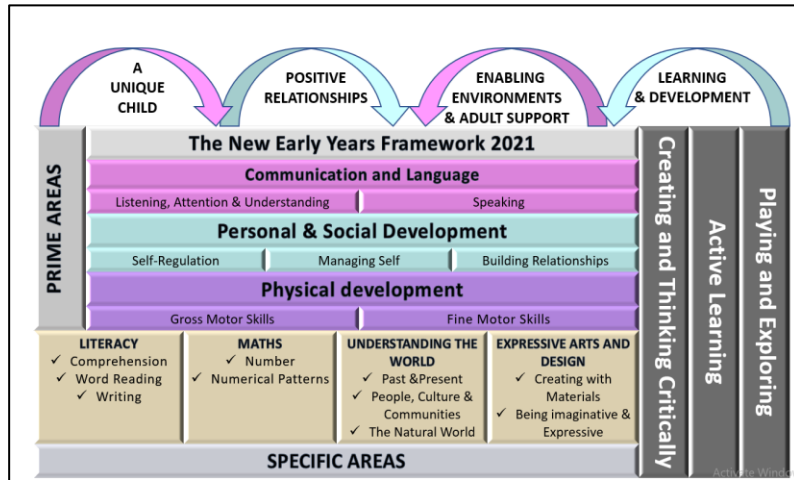 A
UNIQUE
CHILD
POSITIVE
RELATIONSHIPS
ENABLING
ENVIRONMENTS
& ADULT SUPPORT
LEARNING
& DEVELOPMENT
PRIME AREAS
The New Early Years Framework 2021
Communication and Language
Listening, Attention & Understanding
Speaking
Personal & Social Development
Self-Regulation
Managing Self
Building Relationships
Physical development
Gross Motor Skills
Fine Motor Skills
LITERACY
✓ Comprehension
✓ Word Reading
✓ Writing
MATHS
✓ Number
✓ Numerical Patterns
UNDERSTANDING THE
WORLD
✓ Past &Present
✓ People, Culture &
Communities
✓ The Natural World
EXPRESSIVE ARTS AND
DESIGN
✓ Creating with
Materials
✓ Being imaginative &
Expressive
SPECIFIC AREAS
Creating and Thinking Critically
Active Learning
Playing and Exploring
Activate Windo